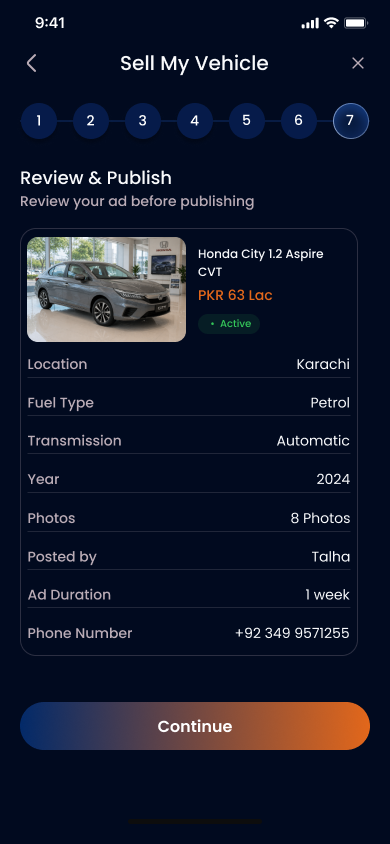 9:41
Sell My Vehicle
1 2 3 4 5 6 7
Review & Publish
Review your ad before publishing
Honda City 1.2 Aspire
CVT
PKR 63 Lac
• Active
Location Karachi
Fuel Type Petrol
Transmission Automatic
Year 2024
Photos 8 Photos
Posted by Talha
Ad Duration 1 week
Phone Number +92 349 9571255
Continue